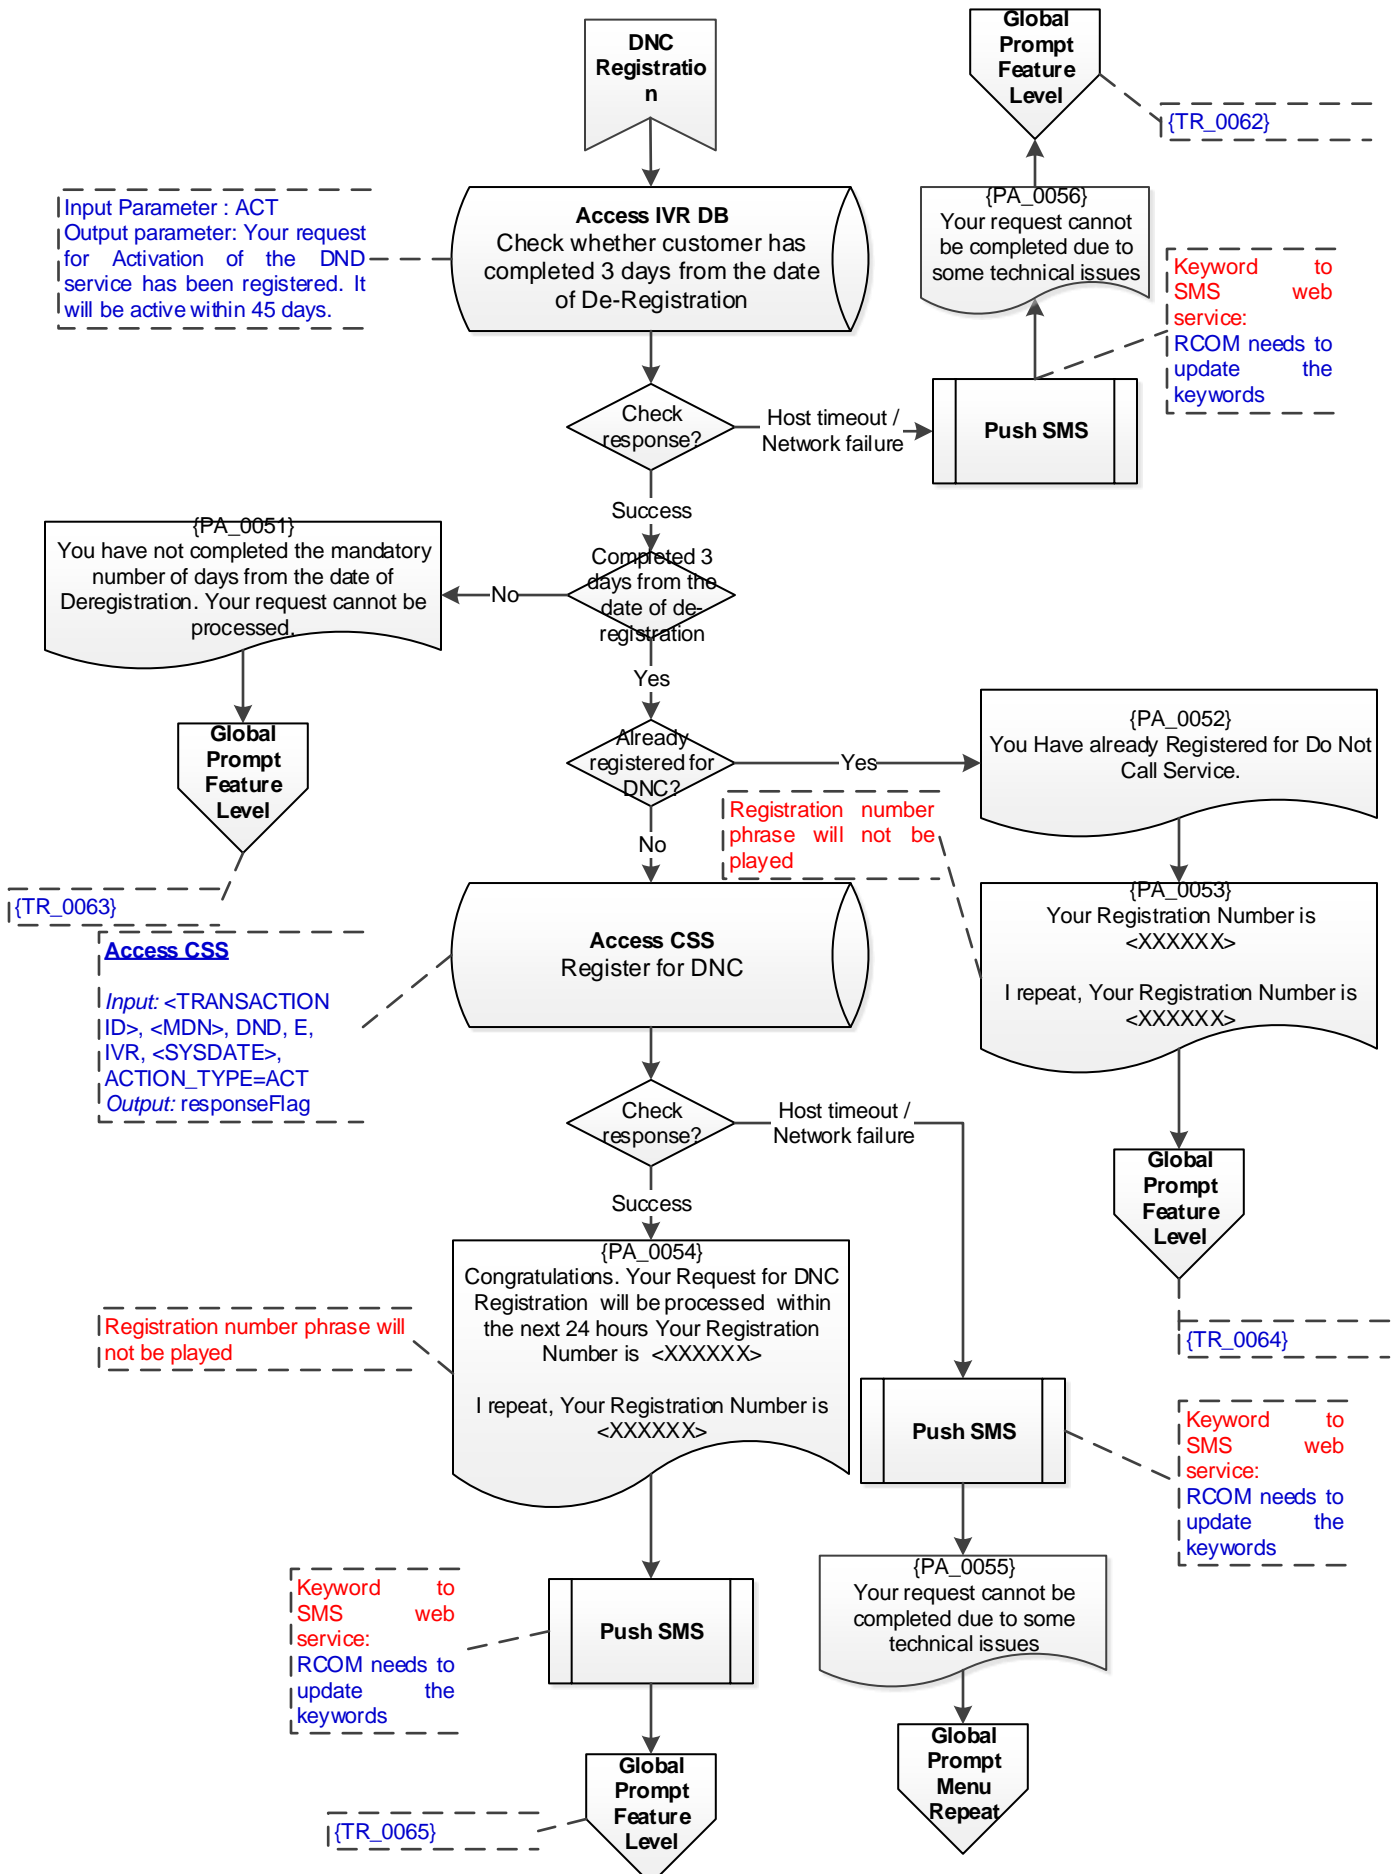 DNC
Registratio
n
Global
Prompt
Feature
Level
{TR_0062}
Input Parameter : ACT
Output parameter: Your request
for Activation of the DND
service has been registered. It
will be active within 45 days.
Access IVR DB
Check whether customer has
completed 3 days from the date
of De-Registration
{PA_0056}
Your request cannot
be completed due to
some technical issues
Keyword to
SMS web
service:
RCOM needs to
update the
keywords
Check
response?
Host timeout /
Network failure
Push SMS
Success
{PA_0051}
You have not completed the mandatory
number of days from the date of
Deregistration. Your request cannot be
processed.
No
Completed 3
days from the
date of de-
registration
Yes
Global
Prompt
Feature
Level
{TR_0063}
Already
registered for
DNC?
Yes
{PA_0052}
You Have already Registered for Do Not
Call Service.
Registration number
phrase will not be
played
No
{PA_0053}
Your Registration Number is
<XXXXXX>
I repeat, Your Registration Number is
<XXXXXX>
Access CSS
Register for DNC
Access CSS
Input: <TRANSACTION
ID>, <MDN>, DND, E,
IVR, <SYSDATE>,
ACTION_TYPE=ACT
Output: responseFlag
Check
response?
Host timeout /
Network failure
Success
Global
Prompt
Feature
Level
{TR_0064}
{PA_0054}
Congratulations. Your Request for DNC
Registration will be processed within
the next 24 hours Your Registration
Number is <XXXXXX>
I repeat, Your Registration Number is
<XXXXXX>
Registration number phrase will
not be played
Push SMS
Keyword to
SMS web
service:
RCOM needs to
update the
keywords
{PA_0055}
Your request cannot be
completed due to some
technical issues
Keyword to
SMS web
service:
RCOM needs to
update the
keywords
Push SMS
Global
Prompt
Menu
Repeat
Global
Prompt
Feature
Level
{TR_0065}